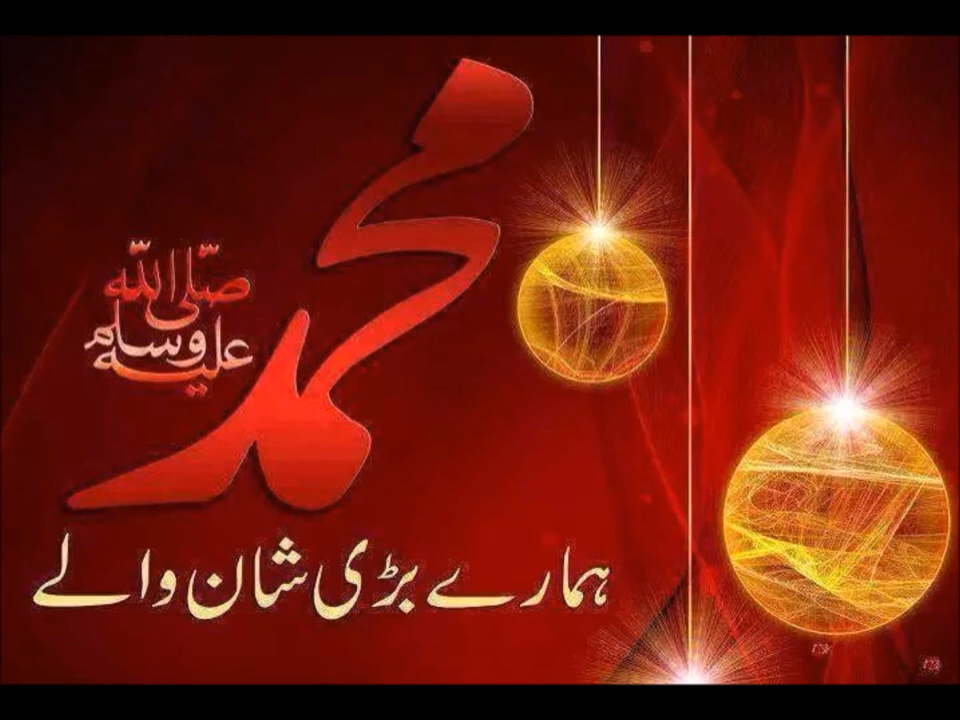 محمد
صلی اللہ
علیہ وسلم
ہمارے بڑی شان والے